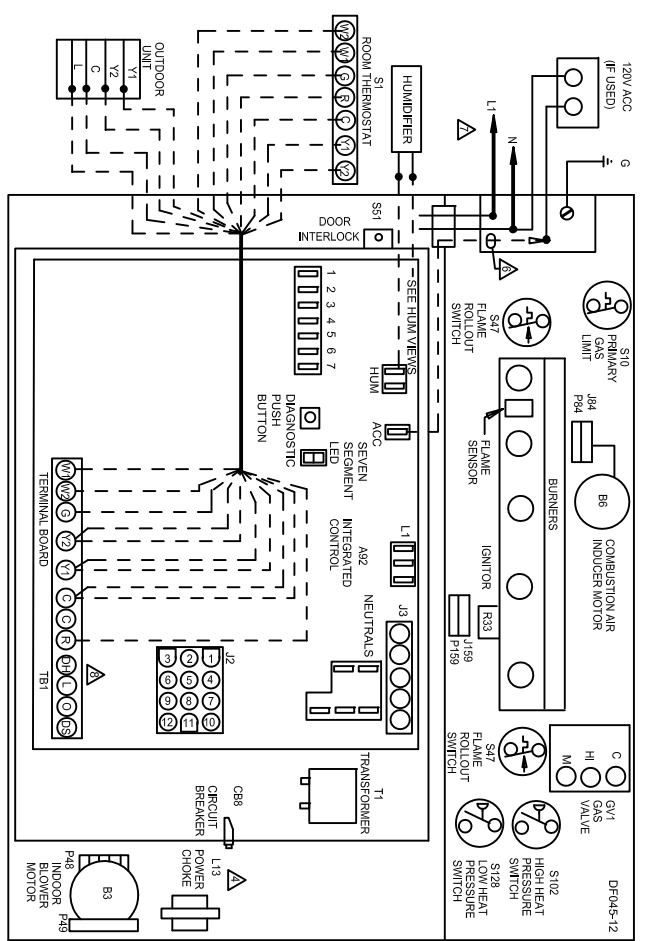 120V ACC
(IF USED)
L1
N
G
7
6
HUMIDIFIER
S1
ROOM THERMOSTAT
W2
W1
G
R
C
Y1
Y2
OUTDOOR
UNIT
Y1
Y2
C
L
S51
DOOR
INTERLOCK
SEE HUM VIEWS
HUM
ACC
1
2
3
4
5
6
7
DIAGNOSTIC
PUSH
BUTTON
SEVEN
SEGMENT
LED
A92
INTEGRATED
CONTROL
L1
J3
NEUTRALS
TERMINAL BOARD
TB1
W1
W2
G
Y2
Y1
C
C
R
DH
L
O
DS
8
J2
3 2 1
6 5 4
9 8 7
12 11 10
T1
TRANSFORMER
CB8
CIRCUIT
BREAKER
L13
POWER
CHOKE
4
P48
B3
P49
INDOOR
BLOWER
MOTOR
S47
FLAME
ROLLOUT
SWITCH
S10
PRIMARY
GAS
LIMIT
J84
P84
B6
COMBUSTION AIR
INDUCER MOTOR
BURNERS
FLAME
SENSOR
IGNITOR
R33
J159
P159
S47
FLAME
ROLLOUT
SWITCH
C
HI
M
GV1
GAS
VALVE
S102
HIGH HEAT
PRESSURE
SWITCH
S128
LOW HEAT
PRESSURE
SWITCH
DF045-12